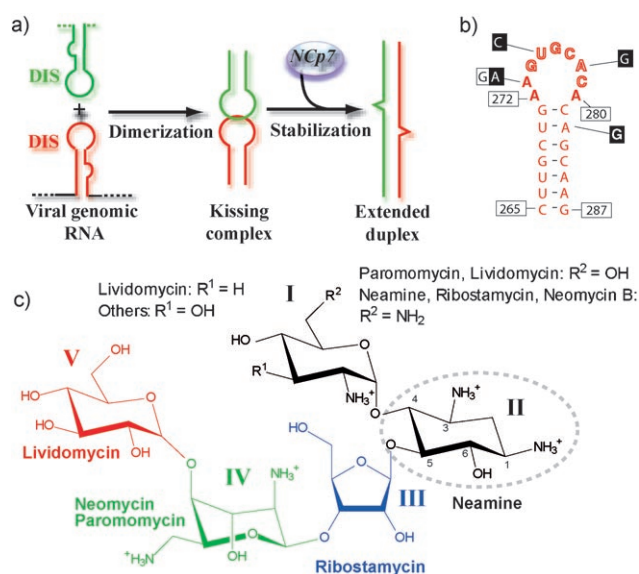 a)
DIS
+
DIS
Viral genomic
RNA
Dimerization
Kissing
complex
NCp7
Stabilization
Extended
duplex
b)
C
U G C
G A
G
A C
G A
A A
272
280
G - C
U - A
G
C - G
G - C
U - A
U - A
265
C - G
287
c)
Lividomycin: R¹ = H
Others: R¹ = OH
Paromomycin, Lividomycin: R² = OH
Neamine, Ribostamycin, Neomycin B:
R² = NH₂
I
R²
HO
O
R¹
NH₃⁺
O
4
NH₃⁺
3
II
O
5
6
OH
1
NH₃⁺
Neamine
V
OH
HO
O
HO
OH
O
Lividomycin
HO
O
III
O
OH
Ribostamycin
IV
NH₃⁺
Neomycin
Paromomycin
O
⁺H₃N
OH